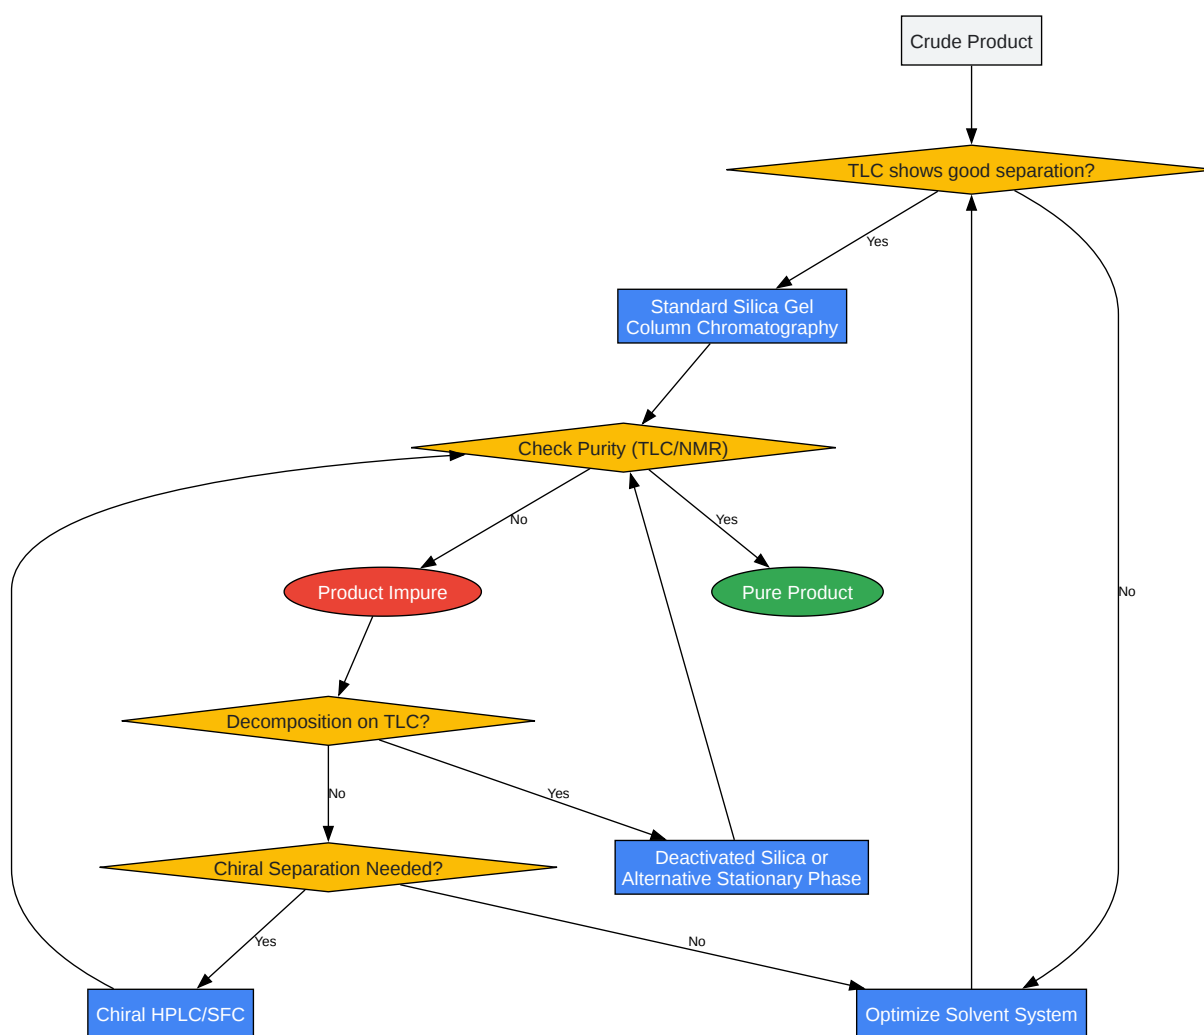 Crude Product
TLC shows good separation?
Yes
Standard Silica Gel
Column Chromatography
Check Purity (TLC/NMR)
No
Yes
Product Impure
Pure Product
No
Decomposition on TLC?
No
Yes
Deactivated Silica or
Alternative Stationary Phase
Chiral Separation Needed?
Yes
No
Chiral HPLC/SFC
Optimize Solvent System